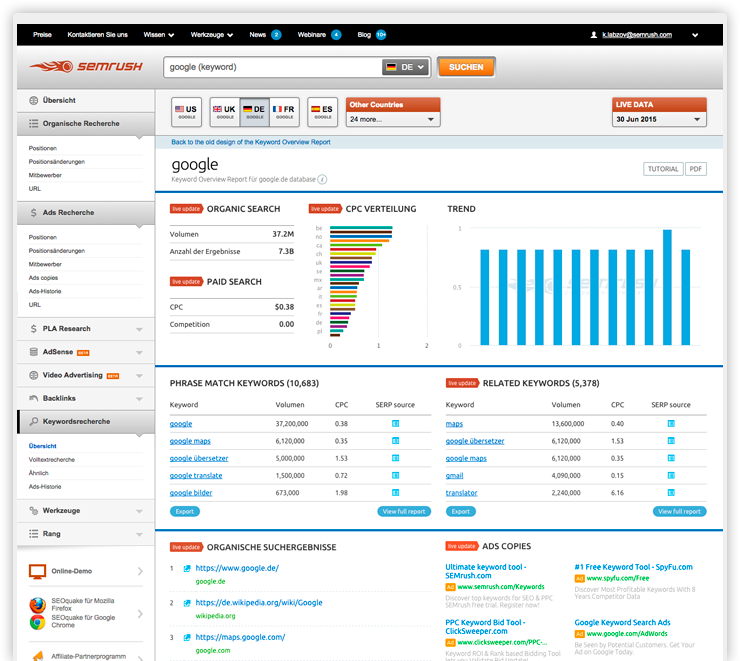 Preise Kontaktieren Sie uns Wissen Werkzeuge News 2 Webinare 4 Blog 10+ k.labzov@semrush.com
semrush google (keyword) DE SUCHEN
Übersicht
Organische Recherche
Positionen
Positionsänderungen
Mitbewerber
URL
Ads Recherche
Positionen
Positionsänderungen
Mitbewerber
Ads copies
Ads-Historie
URL
PLA Research
AdSense BETA
Video Advertising BETA
Backlinks
Keywordsrecherche
Übersicht
Volltextrecherche
Ähnlich
Ads-Historie
Werkzeuge
Rang
Online-Demo
SEOquake für Mozilla
Firefox
SEOquake für Google
Chrome
Affiliate-Partnerprogramm
US GOOGLE UK GOOGLE DE GOOGLE FR GOOGLE ES GOOGLE
Other Countries
24 more...
LIVE DATA
30 Jun 2015
Back to the old design of the Keyword Overview Report
google
Keyword Overview Report für google.de database i
TUTORIAL PDF
live update ORGANIC SEARCH
Volumen 37.2M
Anzahl der Ergebnisse 7.3B
live update PAID SEARCH
CPC $0.38
Competition 0.00
live update CPC VERTEILUNG
be
no
ca
ch
uk
se
mx
ar
it
es
fi
de
pl
0 1 2
TREND
1
0.5
0
semrush
PHRASE MATCH KEYWORDS (10,683)
Keyword Volumen CPC SERP source
google 37,200,000 0.38
google maps 6,120,000 0.35
google übersetzer 5,000,000 1.53
google translate 1,500,000 0.72
google bilder 673,000 1.98
Export View full report
live update RELATED KEYWORDS (5,378)
Keyword Volumen CPC SERP source
maps 13,600,000 0.40
google übersetzer 6,120,000 1.53
google maps 6,120,000 0.35
gmail 4,090,000 0.15
translator 2,240,000 6.16
Export View full report
live update ORGANISCHE SUCHERGEBNISSE
1 https://www.google.de/
google.de
2 https://de.wikipedia.org/wiki/Google
wikipedia.org
3 https://maps.google.com/
google.com
live update ADS COPIES
Ultimate keyword tool -
SEMrush.com
Ad www.semrush.com/Keywords
Discover top keywords for SEO & PPC
SEMrush free trial. Register now!
PPC Keyword Bid Tool -
ClickSweeper.com
Ad www.clicksweeper.com/PPC-...
Keyword ROI & Rank based Bidding Tool
lets you Validate Bid Update!
#1 Free Keyword Tool - SpyFu.com
Ad www.spyfu.com/Free
Discover Most Profitable Keywords With 8
Years Competitor Data
Google Keyword Search Ads
Ad www.google.com/AdWords
Be Seen by Potential Customers. Get Your
Ad on Google Today.